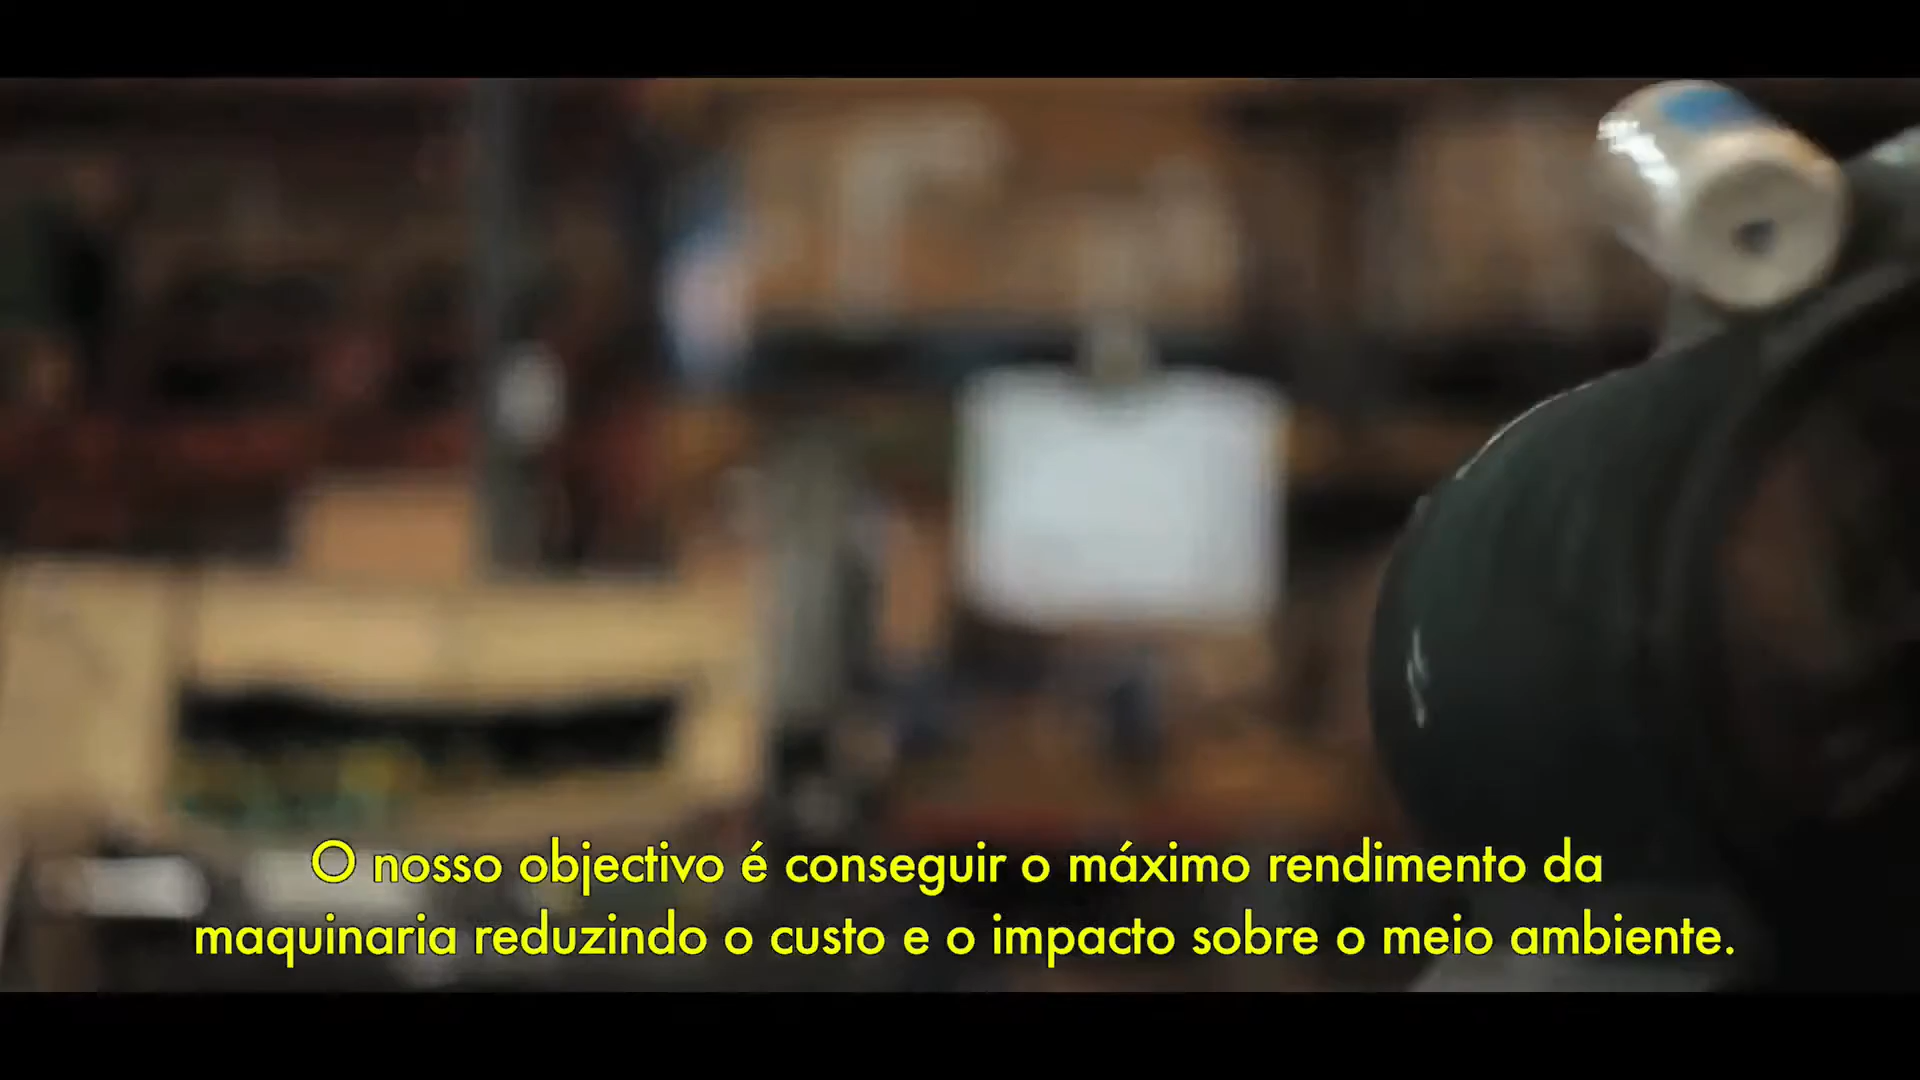 O nosso objectivo é conseguir o máximo rendimento da
maquinaria reduzindo o custo e o impacto sobre o meio ambiente.